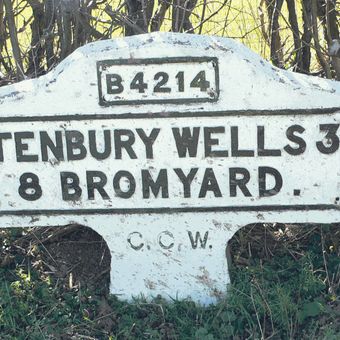 B4214
TENBURY WELLS 3
8 BROMYARD.
C. C. W.